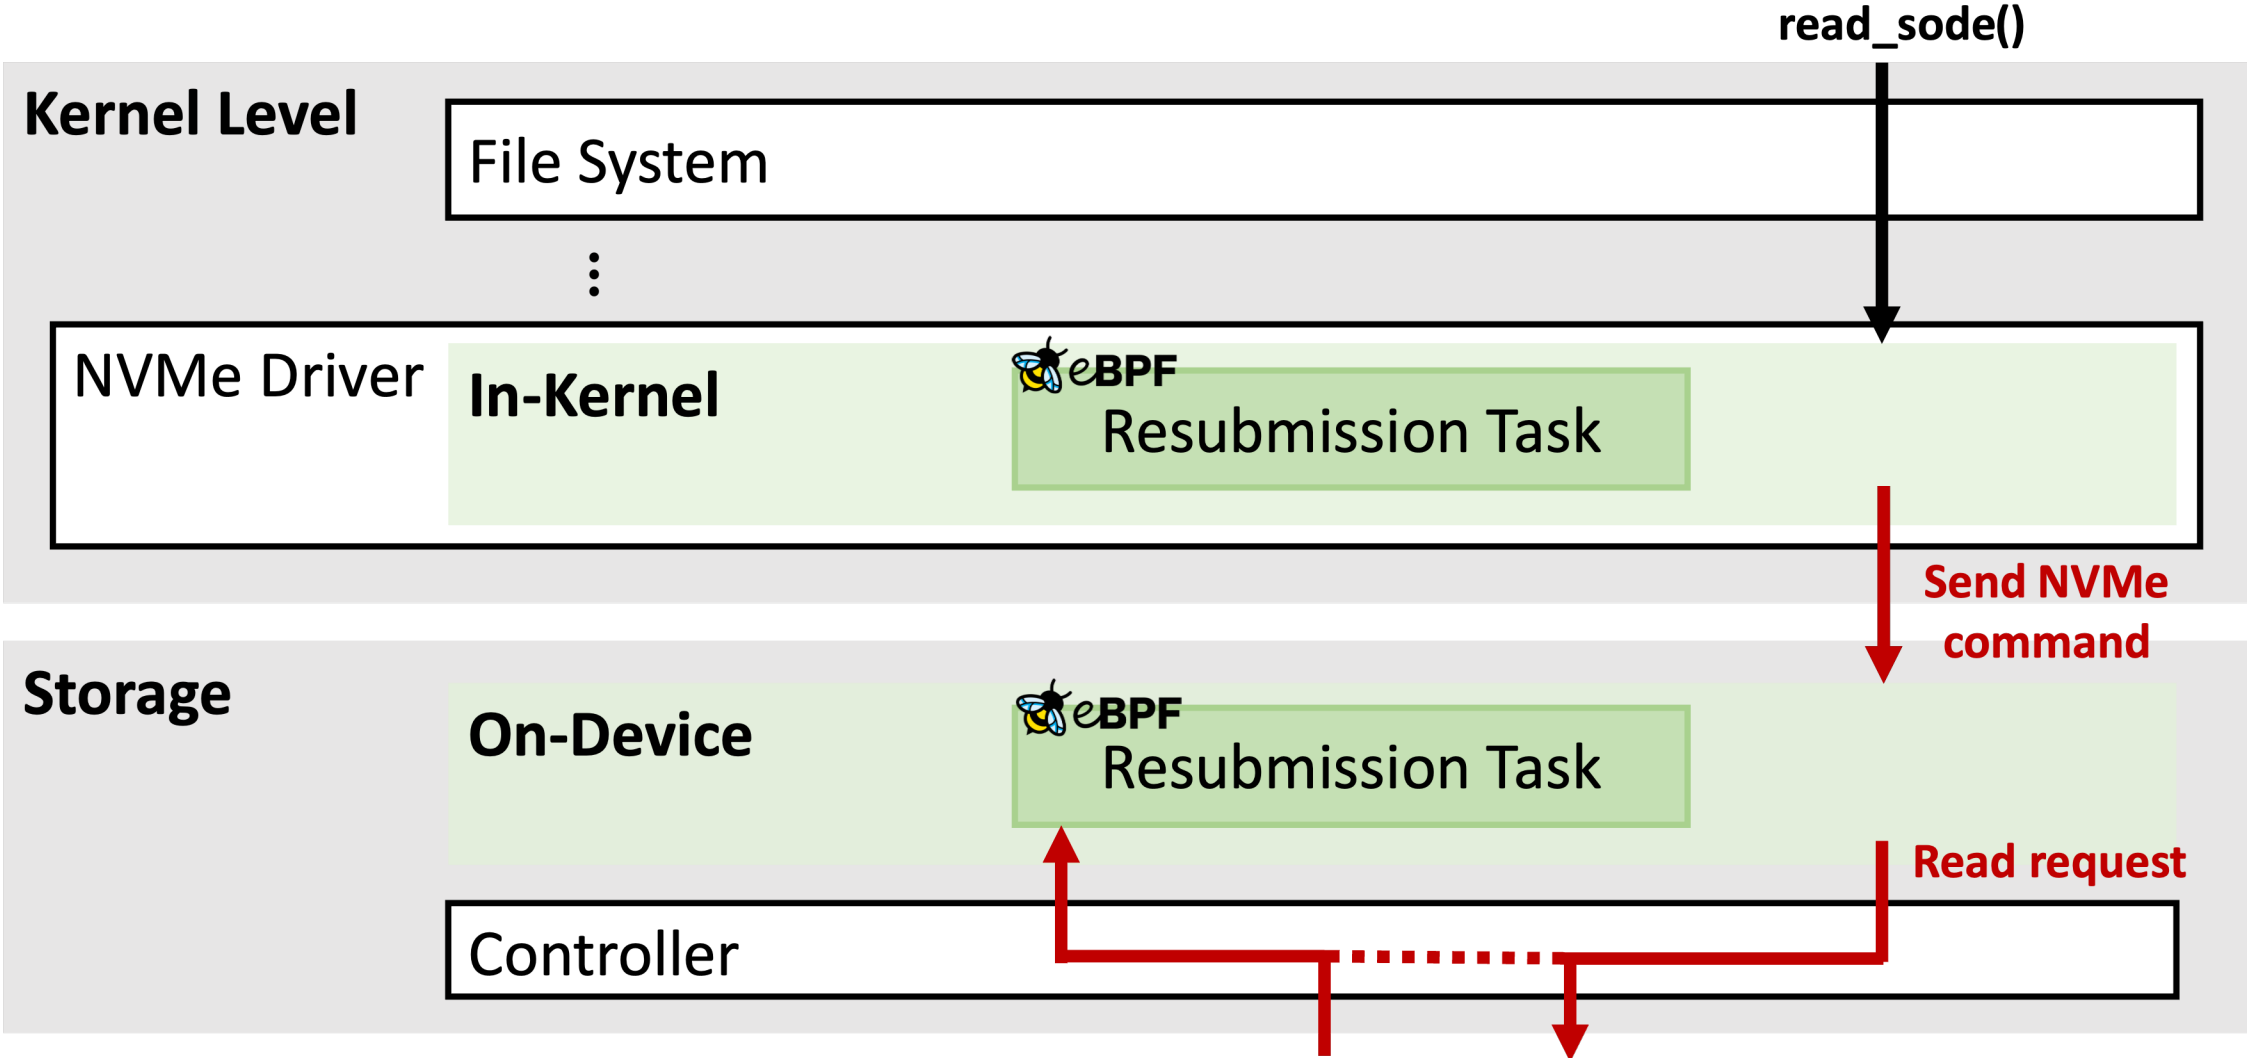 read_sode()
Kernel Level
File System
NVMe Driver
In-Kernel
eBPF
Resubmission Task
Send NVMe
command
Storage
On-Device
eBPF
Resubmission Task
Read request
Controller